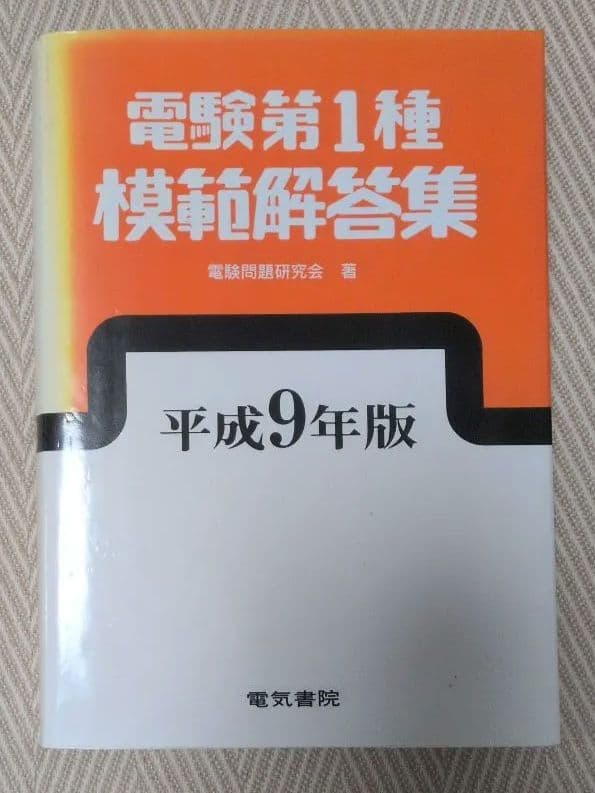 電験第1種
模範解答集
電験問題研究会 著
平成9年版
電気書院